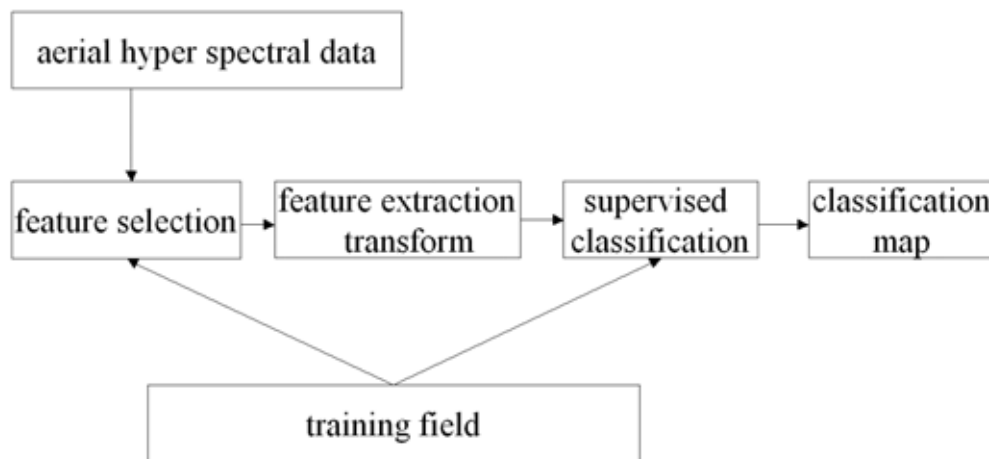 aerial hyper spectral data
feature selection
feature extraction
transform
supervised
classification
classification
map
training field